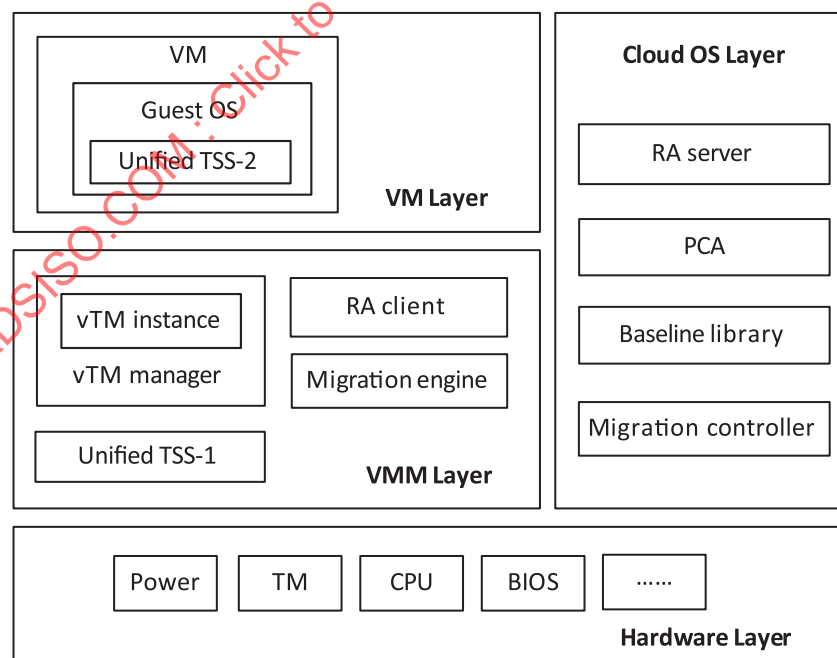 VM
Guest OS
Unified TSS-2
VM Layer
Cloud OS Layer
RA server
PCA
Baseline library
Migration controller
vTM instance
vTM manager
RA client
Migration engine
Unified TSS-1
VMM Layer
Power
TM
CPU
BIOS
......
Hardware Layer
DSISO.COM : Click to